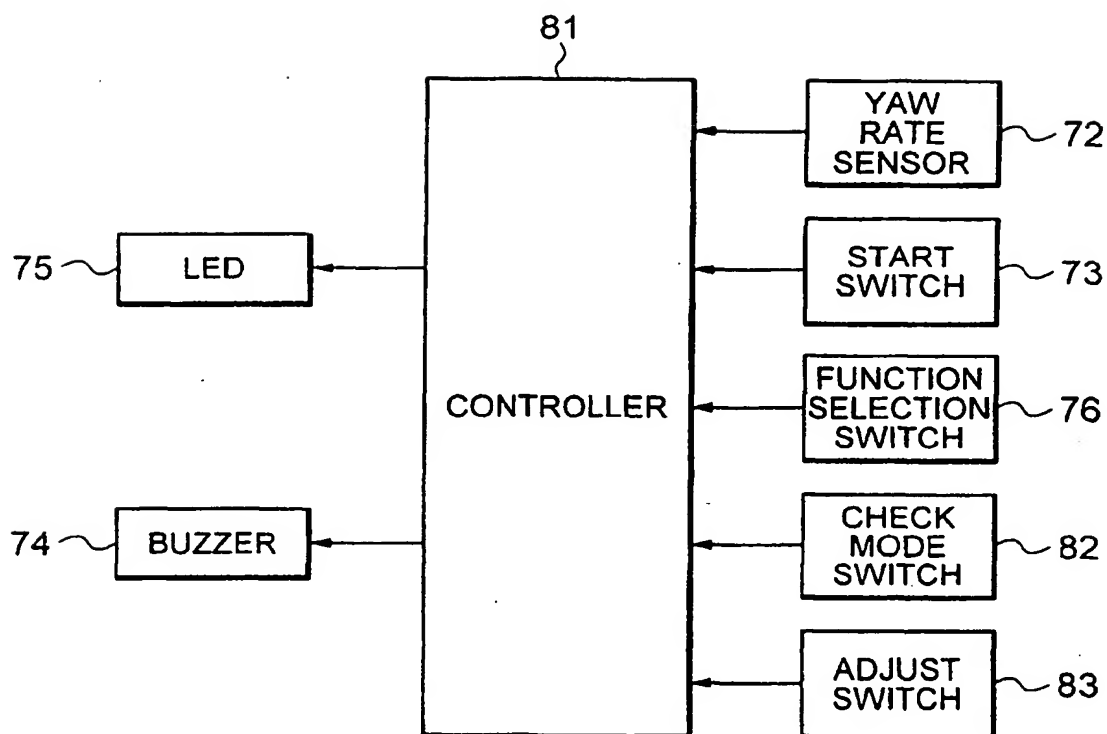 81
YAW
RATE
SENSOR
72
75
LED
START
SWITCH
73
CONTROLLER
FUNCTION
SELECTION
SWITCH
76
74
BUZZER
CHECK
MODE
SWITCH
82
ADJUST
SWITCH
83